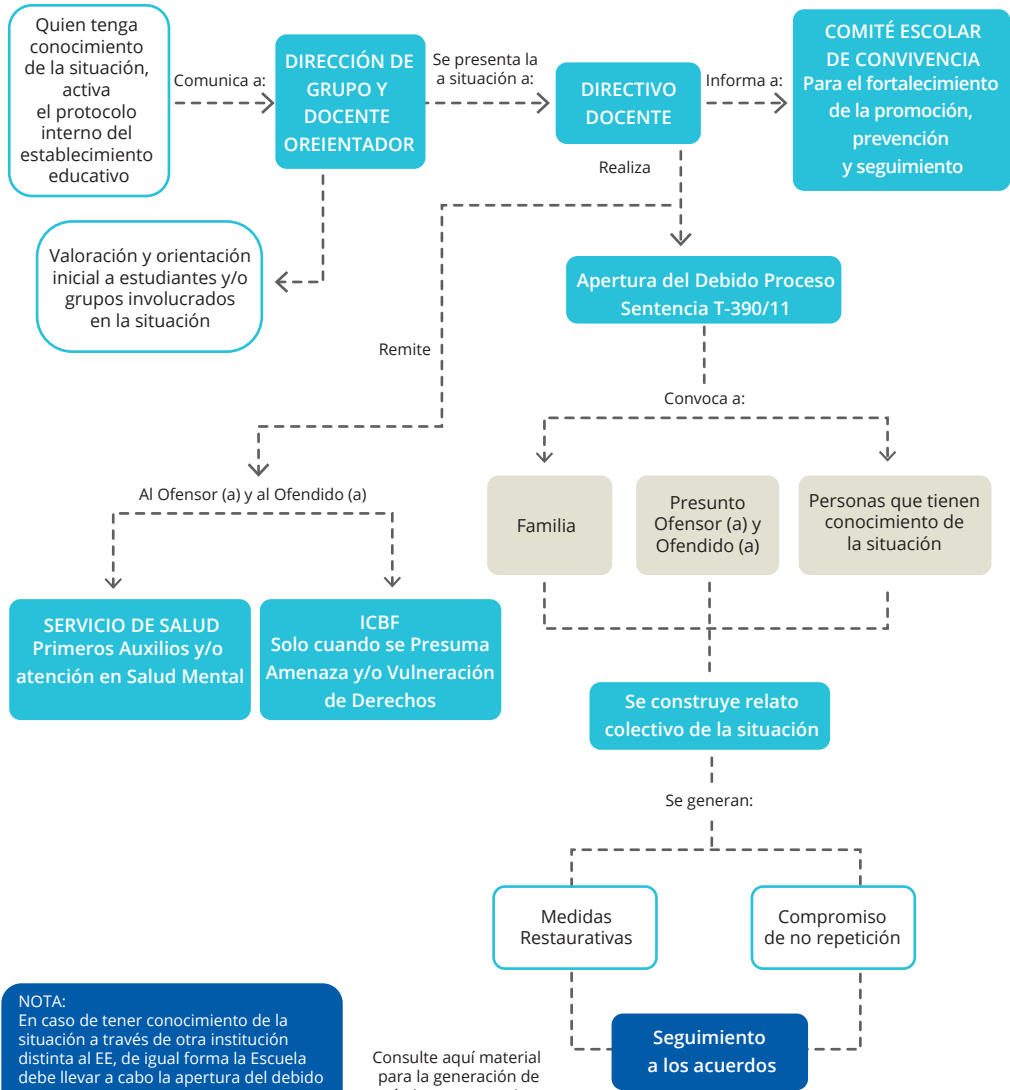 Quien tenga
conocimiento
de la situación,
activa
el protocolo
interno del
establecimiento
educativo
Comunica a:
DIRECCIÓN DE
GRUPO Y
DOCENTE
OREIENTADOR
Se presenta la
a situación a:
DIRECTIVO
DOCENTE
Informa a:
COMITÉ ESCOLAR
DE CONVIVENCIA
Para el fortalecimiento
de la promoción,
prevención
y seguimiento
Realiza
Valoración y orientación
inicial a estudiantes y/o
grupos involucrados
en la situación
Apertura del Debido Proceso
Sentencia T-390/11
Remite
Convoca a:
Al Ofensor (a) y al Ofendido (a)
Familia
Presunto
Ofensor (a) y
Ofendido (a)
Personas que tienen
conocimiento de
la situación
SERVICIO DE SALUD
Primeros Auxilios y/o
atención en Salud Mental
ICBF
Solo cuando se Presuma
Amenaza y/o Vulneración
de Derechos
Se construye relato
colectivo de la situación
Se generan:
Medidas
Restaurativas
Compromiso
de no repetición
NOTA:
En caso de tener conocimiento de la
situación a través de otra institución
distinta al EE, de igual forma la Escuela
debe llevar a cabo la apertura del debido
Consulte aquí material
para la generación de
Seguimiento
a los acuerdos